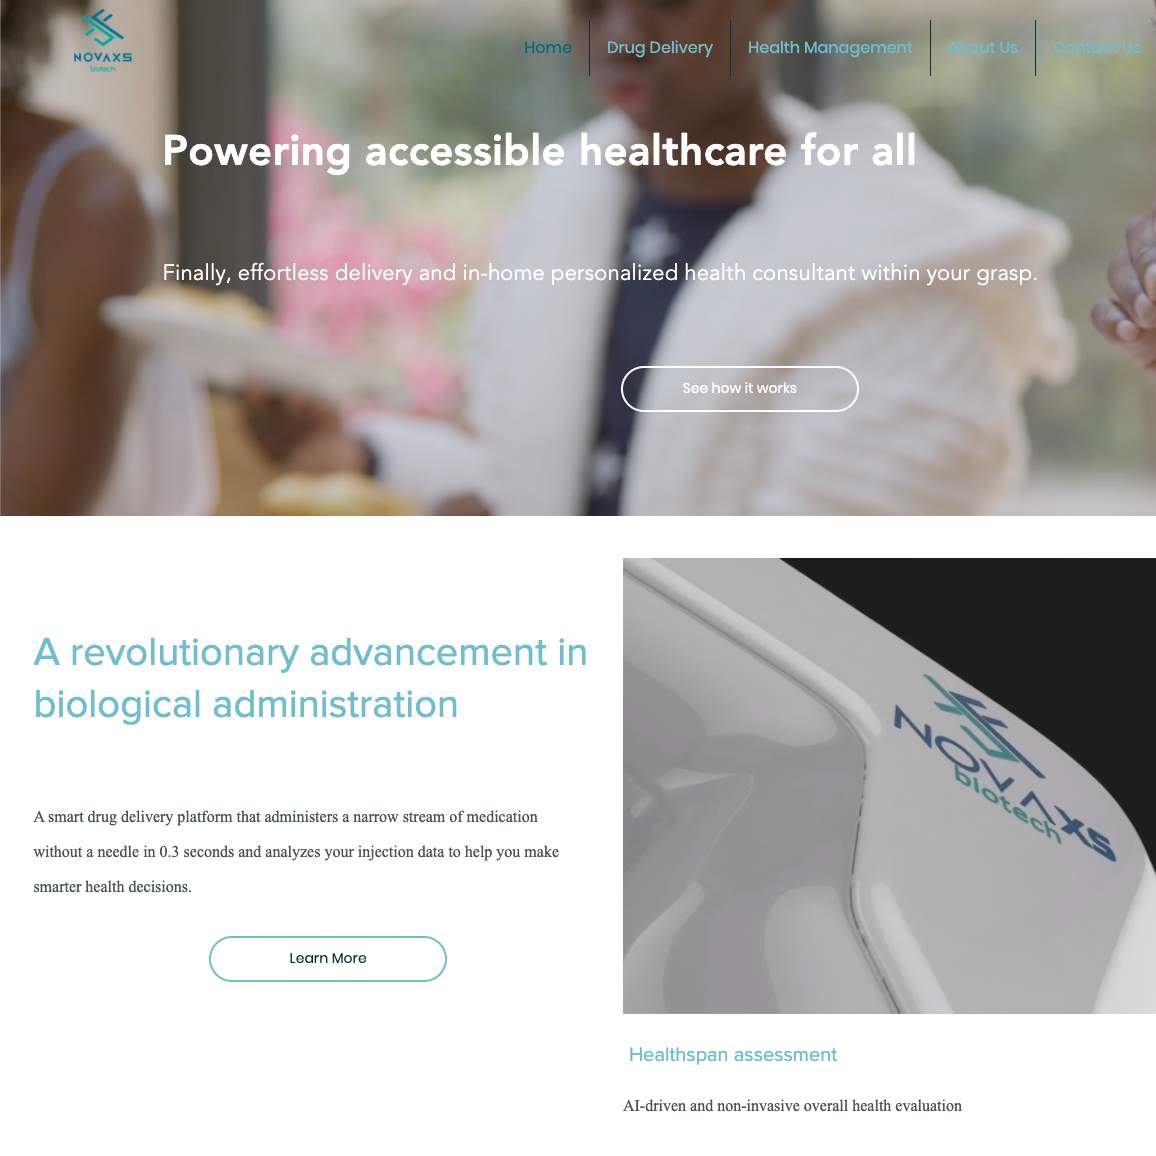 NOVAXS
biotech
Home
Drug Delivery
Health Management
About Us
Contact Us
Powering accessible healthcare for all
Finally, effortless delivery and in-home personalized health consultant within your grasp.
See how it works
A revolutionary advancement in
biological administration
A smart drug delivery platform that administers a narrow stream of medication
without a needle in 0.3 seconds and analyzes your injection data to help you make
smarter health decisions.
Learn More
NOVAXS
biotech
Healthspan assessment
AI-driven and non-invasive overall health evaluation